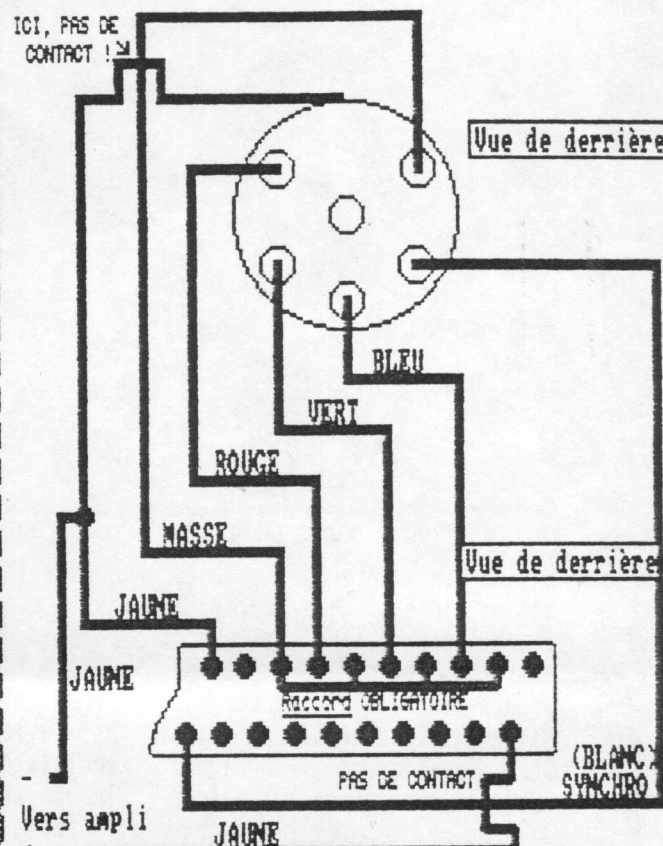 ICI, PAS DE
CONTACT !
Vue de derrière
BLEU
VERT
ROUGE
MASSE
Vue de derrière
JAUNE
JAUNE
Raccord OBLIGATOIRE
PAS DE CONTACT
(BLANC)
SYNCHRO
-
Vers ampli
JAUNE